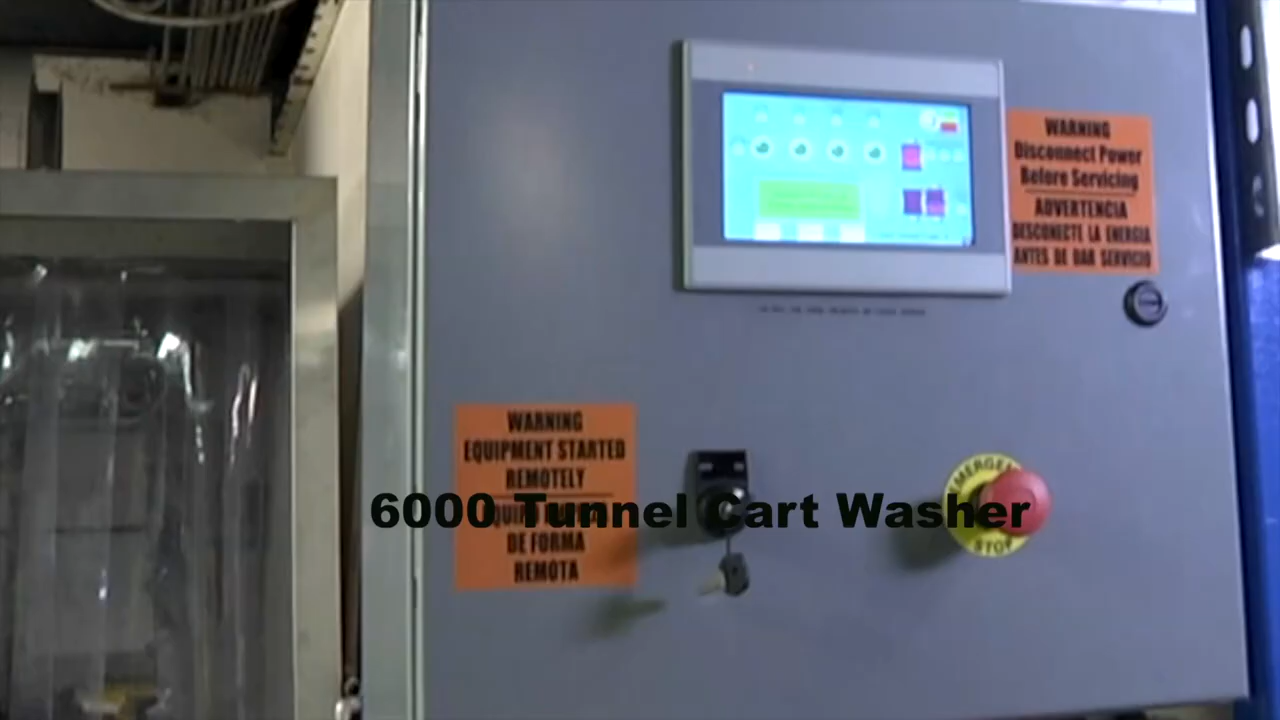 WARNING
Disconnect Power
Before Servicing
ADVERTENCIA
DESCONECTE LA ENERGIA
ANTES DE DAR SERVICIO
WARNING
EQUIPMENT STARTED
REMOTELY
DE FORMA
REMOTA
6000 Tunnel Cart Washer
STOP